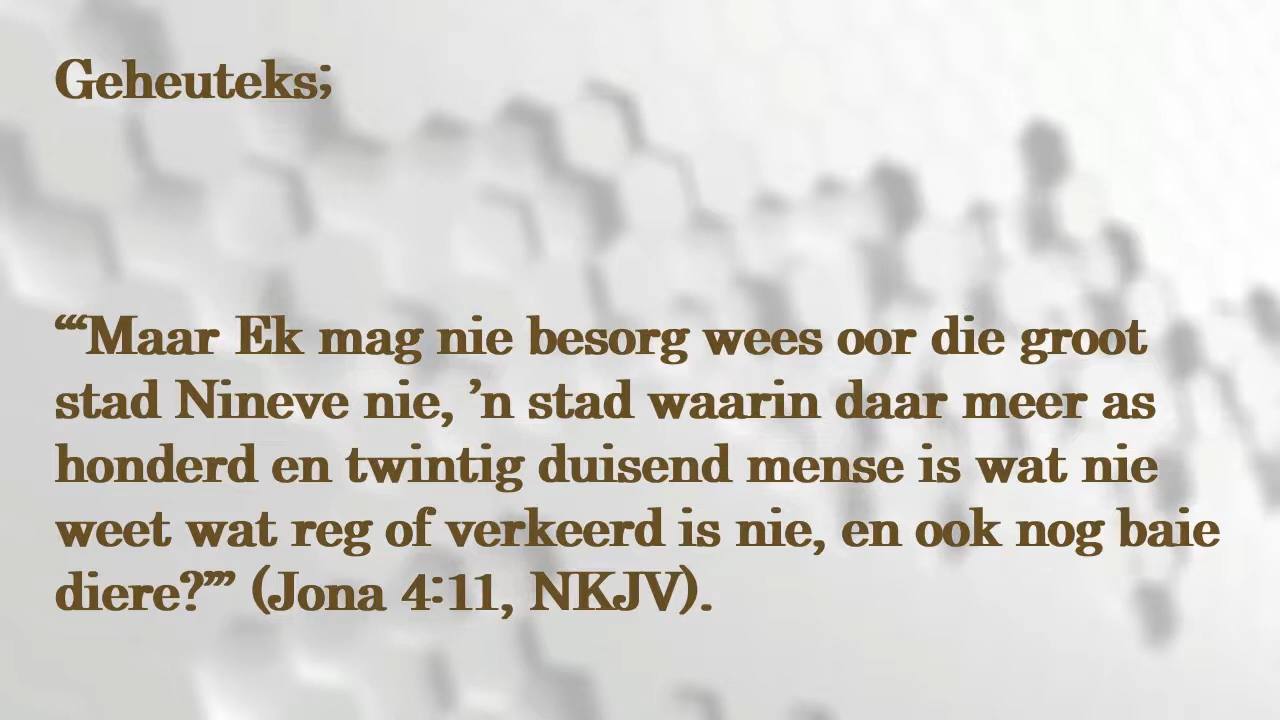 Geheuteks;
“‘Maar Ek mag nie besorg wees oor die groot
stad Nineve nie, ’n stad waarin daar meer as
honderd en twintig duisend mense is wat nie
weet wat reg of verkeerd is nie, en ook nog baie
diere?’” (Jona 4:11, NKJV).